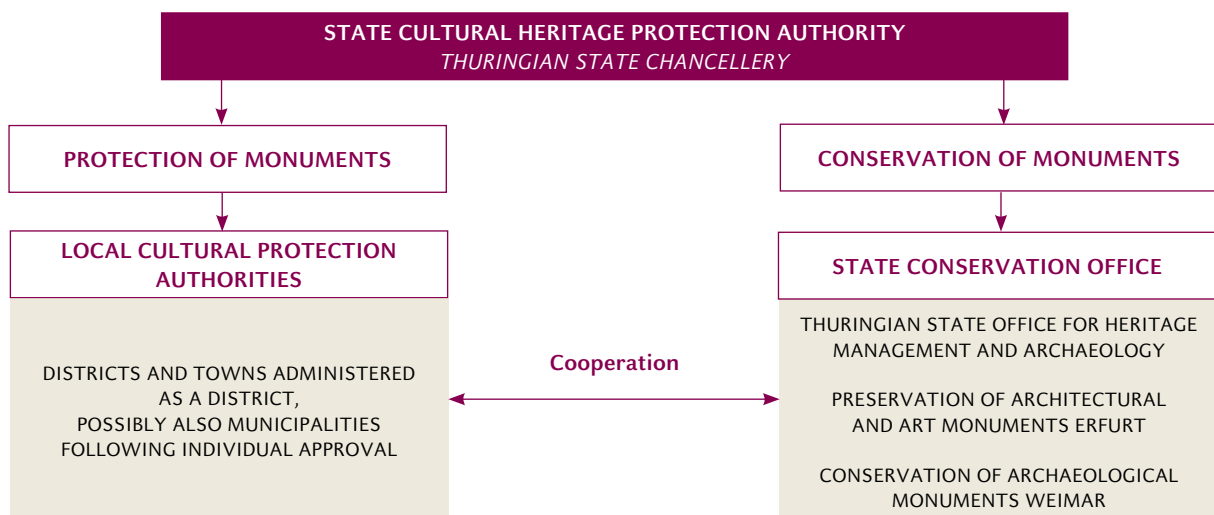 STATE CULTURAL HERITAGE PROTECTION AUTHORITY
THURINGIAN STATE CHANCELLERY
PROTECTION OF MONUMENTS
CONSERVATION OF MONUMENTS
LOCAL CULTURAL PROTECTION
AUTHORITIES
STATE CONSERVATION OFFICE
DISTRICTS AND TOWNS ADMINISTERED
AS A DISTRICT,
POSSIBLY ALSO MUNICIPALITIES
FOLLOWING INDIVIDUAL APPROVAL
Cooperation
THURINGIAN STATE OFFICE FOR HERITAGE
MANAGEMENT AND ARCHAEOLOGY
PRESERVATION OF ARCHITECTURAL
AND ART MONUMENTS ERFURT
CONSERVATION OF ARCHAEOLOGICAL
MONUMENTS WEIMAR